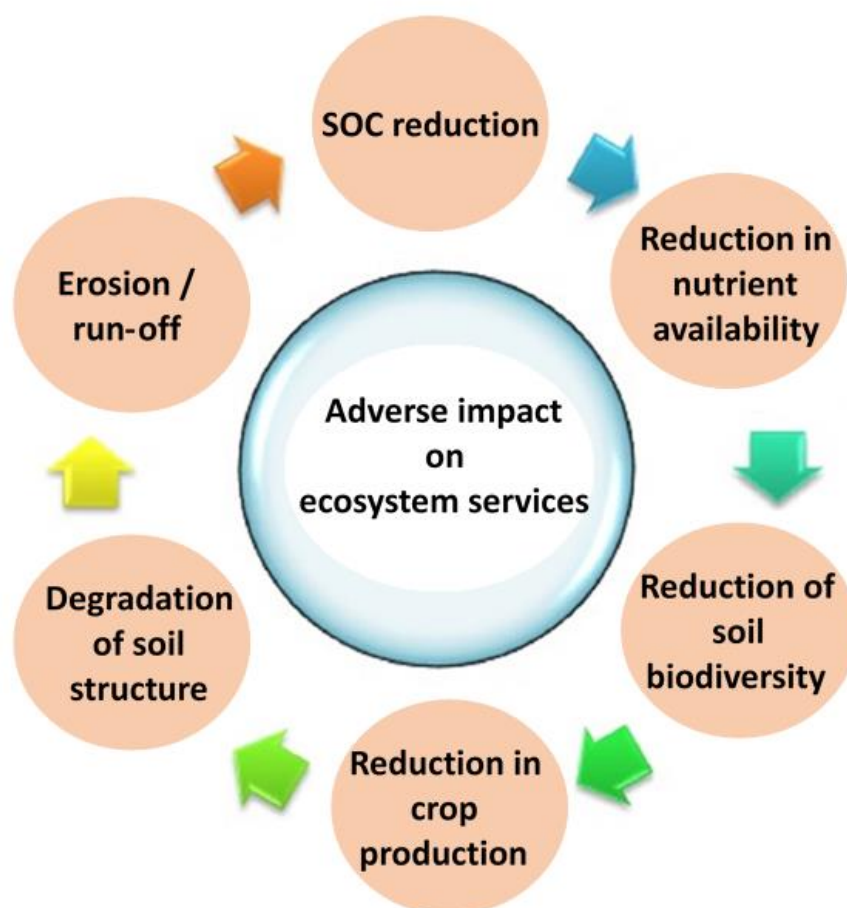 SOC reduction
Reduction in
nutrient
availability
Reduction of
soil
biodiversity
Reduction in
crop
production
Degradation
of soil
structure
Erosion /
run-off
Adverse impact
on
ecosystem services